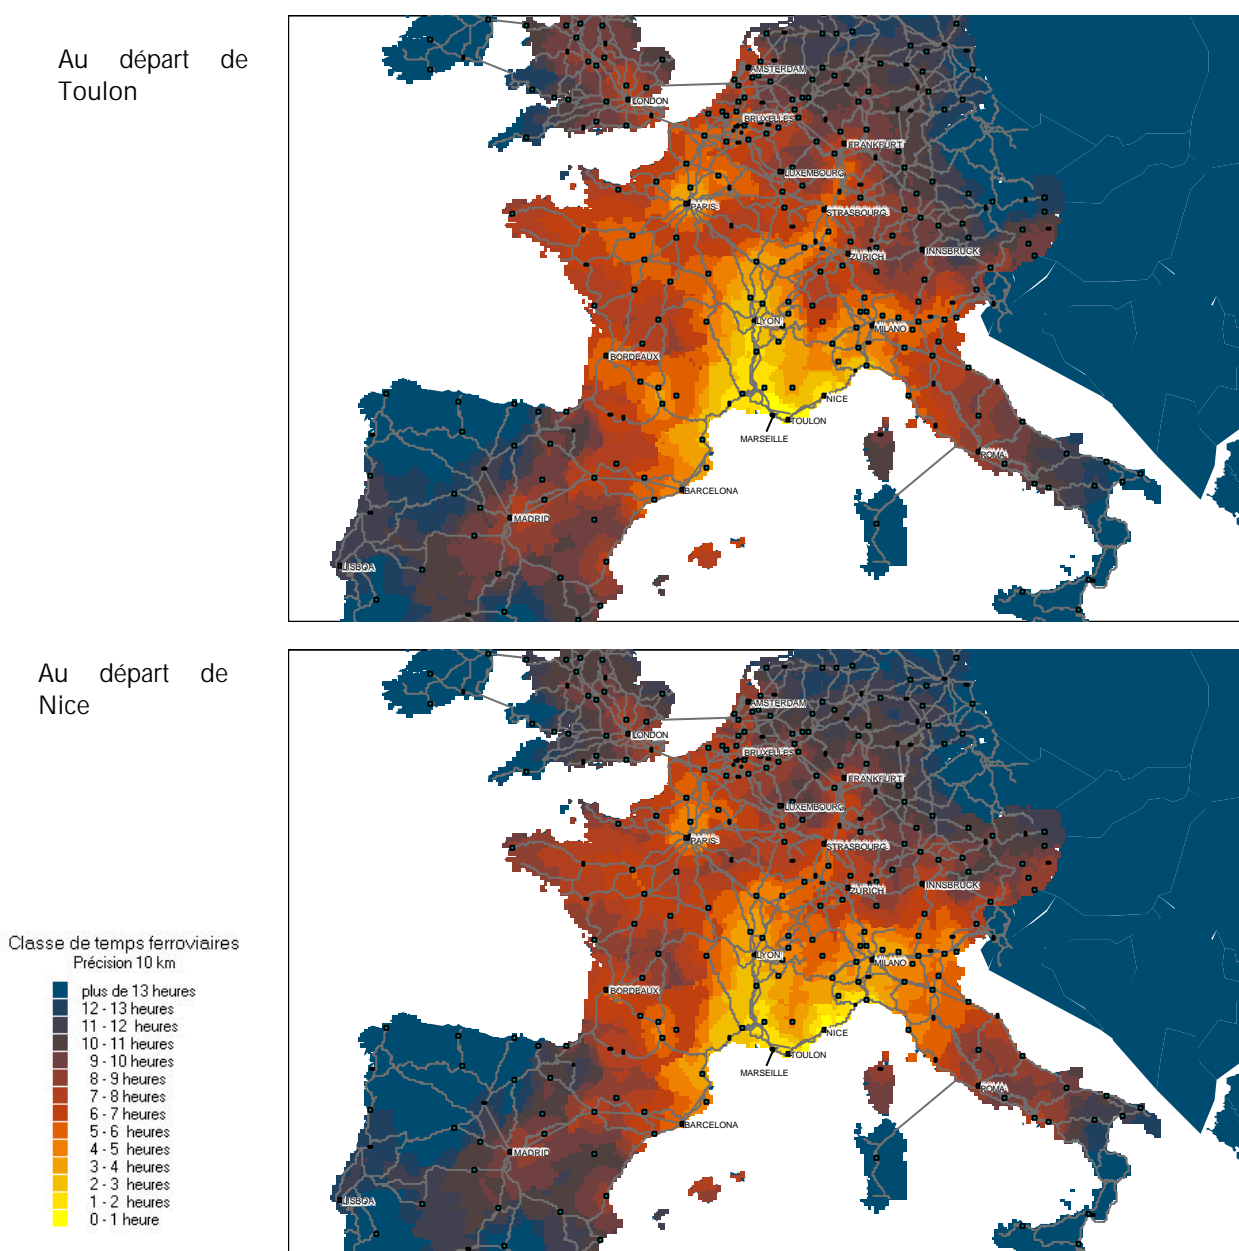 Au départ de
Toulon
AMSTERDAM
LONDON
BRUXELLES
FRANKFURT
LUXEMBOURG
PARIS
STRASBOURG
ZURICH
INNSBRUCK
LYON
MILANO
BORDEAUX
NICE
TOULON
MARSEILLE
ROMA
BARCELONA
MADRID
LISBOA
Au départ de
Nice
AMSTERDAM
LONDON
BRUXELLES
FRANKFURT
LUXEMBOURG
PARIS
STRASBOURG
ZURICH
INNSBRUCK
LYON
MILANO
BORDEAUX
NICE
TOULON
MARSEILLE
ROMA
BARCELONA
MADRID
LISBOA
Classe de temps ferroviaires
Précision 10 km
plus de 13 heures
12 - 13 heures
11 - 12 heures
10 - 11 heures
9 - 10 heures
8 - 9 heures
7 - 8 heures
6 - 7 heures
5 - 6 heures
4 - 5 heures
3 - 4 heures
2 - 3 heures
1 - 2 heures
0 - 1 heure